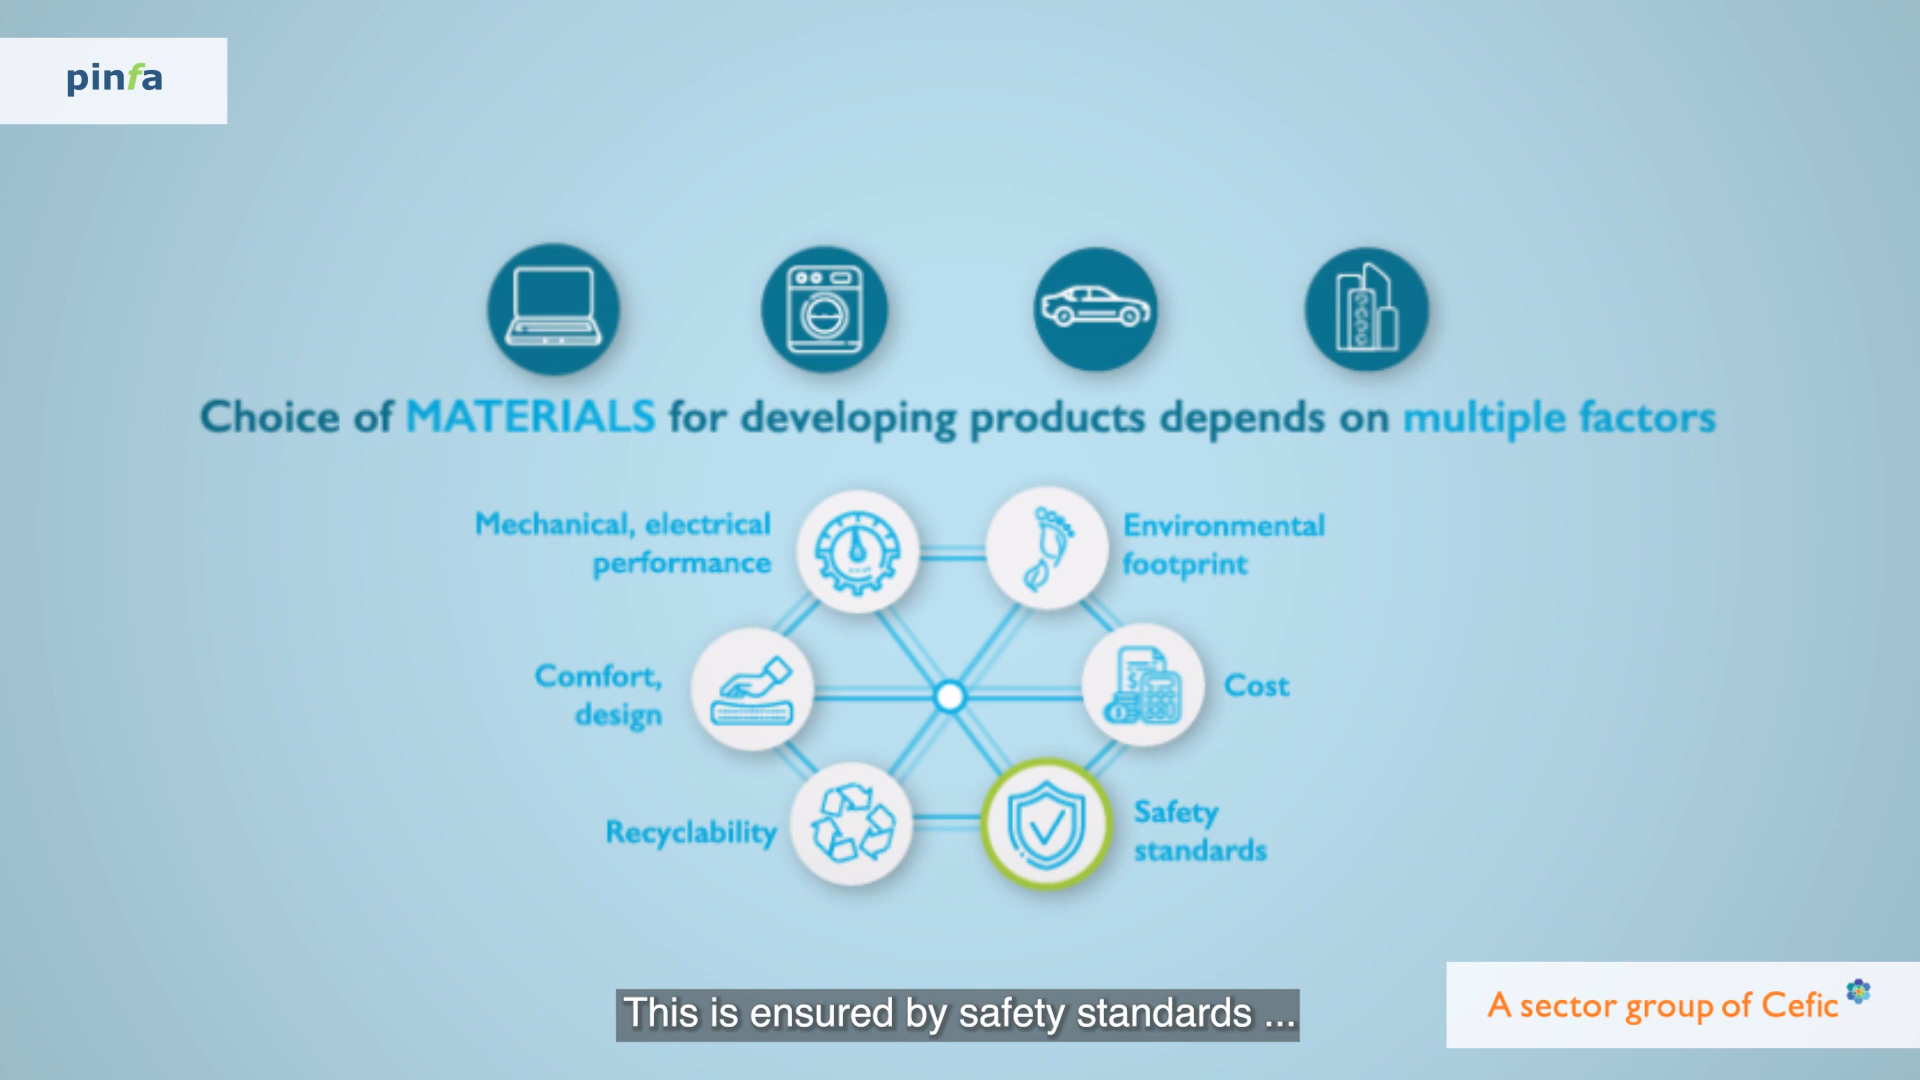 pinfa
Choice of MATERIALS for developing products depends on multiple factors
Mechanical, electrical
performance
Environmental
footprint
Comfort,
design
Cost
Recyclability
Safety
standards
This is ensured by safety standards ...
A sector group of Cefic